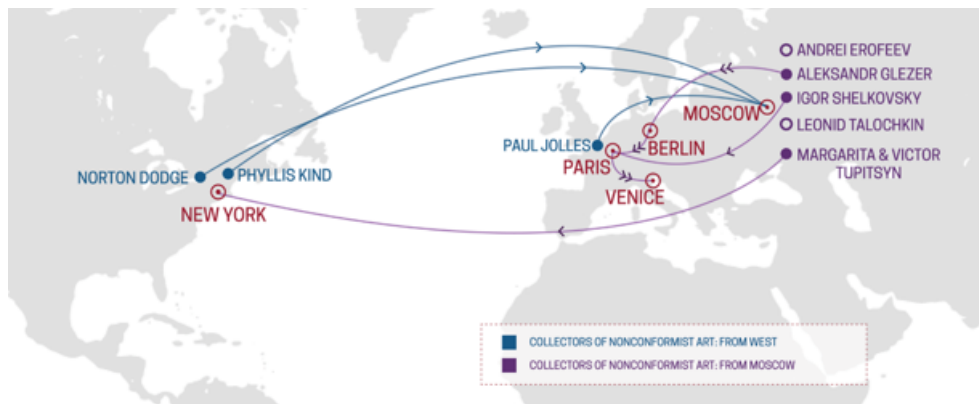 ANDREI EROFEEV
ALEKSANDR GLEZER
IGOR SHELKOVSKY
MOSCOW
LEONID TALOCHKIN
PAUL JOLLES
BERLIN
MARGARITA & VICTOR
TUPITSYN
PARIS
NORTON DODGE
PHYLLIS KIND
VENICE
NEW YORK
COLLECTORS OF NONCONFORMIST ART: FROM WEST
COLLECTORS OF NONCONFORMIST ART: FROM MOSCOW